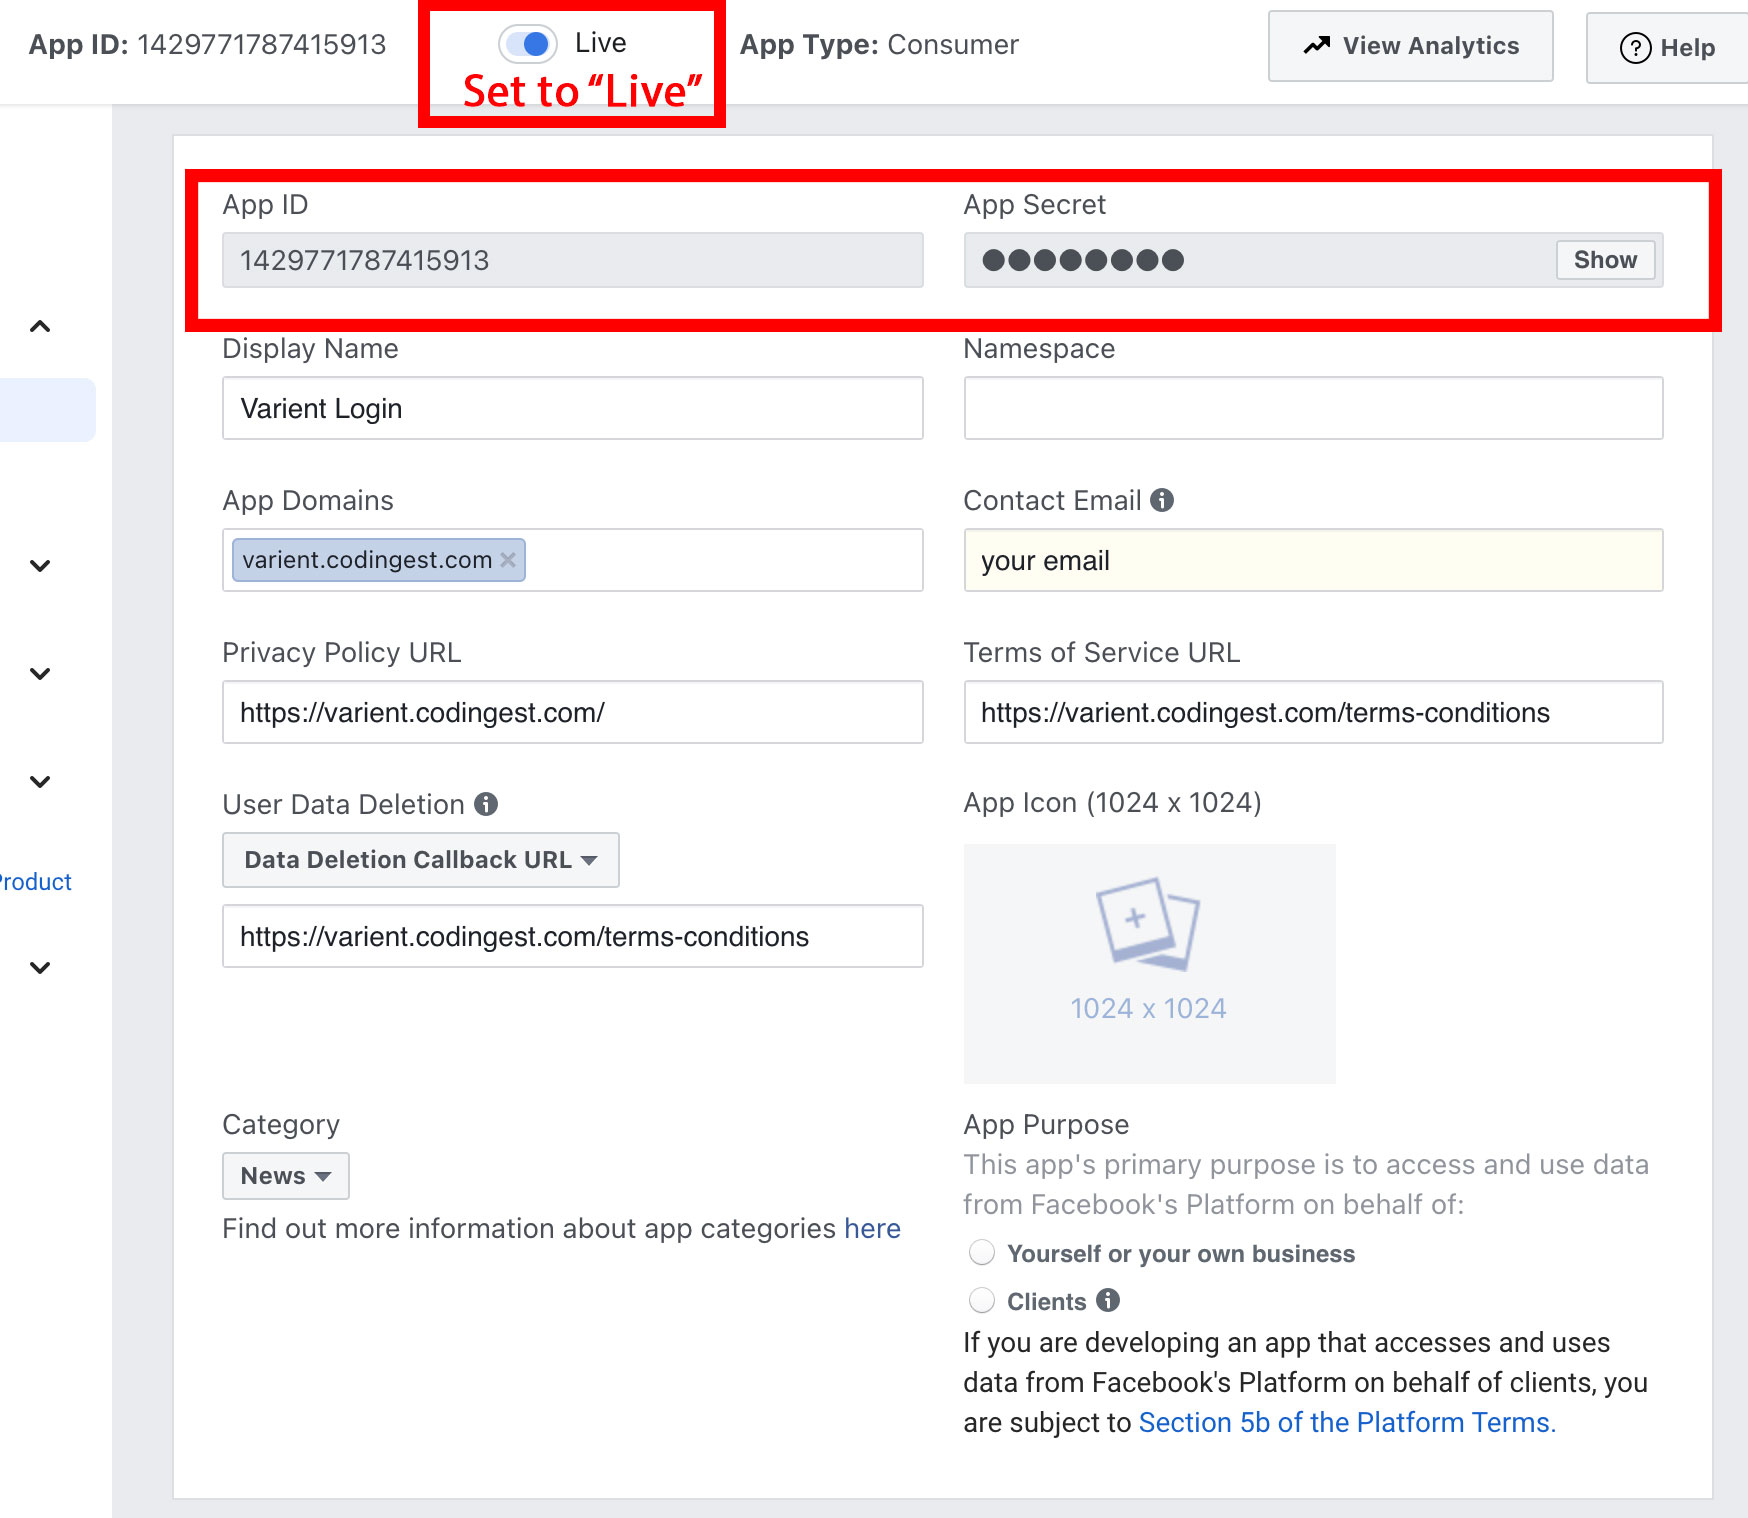 App ID: 1429771787415913
Live
Set to “Live”
App Type: Consumer
View Analytics
Help
App ID
1429771787415913
App Secret
Show
Display Name
Varient Login
Namespace
App Domains
varient.codingest.com
Contact Email
your email
Privacy Policy URL
https://varient.codingest.com/
Terms of Service URL
https://varient.codingest.com/terms-conditions
User Data Deletion
Data Deletion Callback URL
https://varient.codingest.com/terms-conditions
App Icon (1024 x 1024)
1024 x 1024
Product
Category
News
Find out more information about app categories here
App Purpose
This app's primary purpose is to access and use data
from Facebook's Platform on behalf of:
Yourself or your own business
Clients
If you are developing an app that accesses and uses
data from Facebook's Platform on behalf of clients, you
are subject to Section 5b of the Platform Terms.